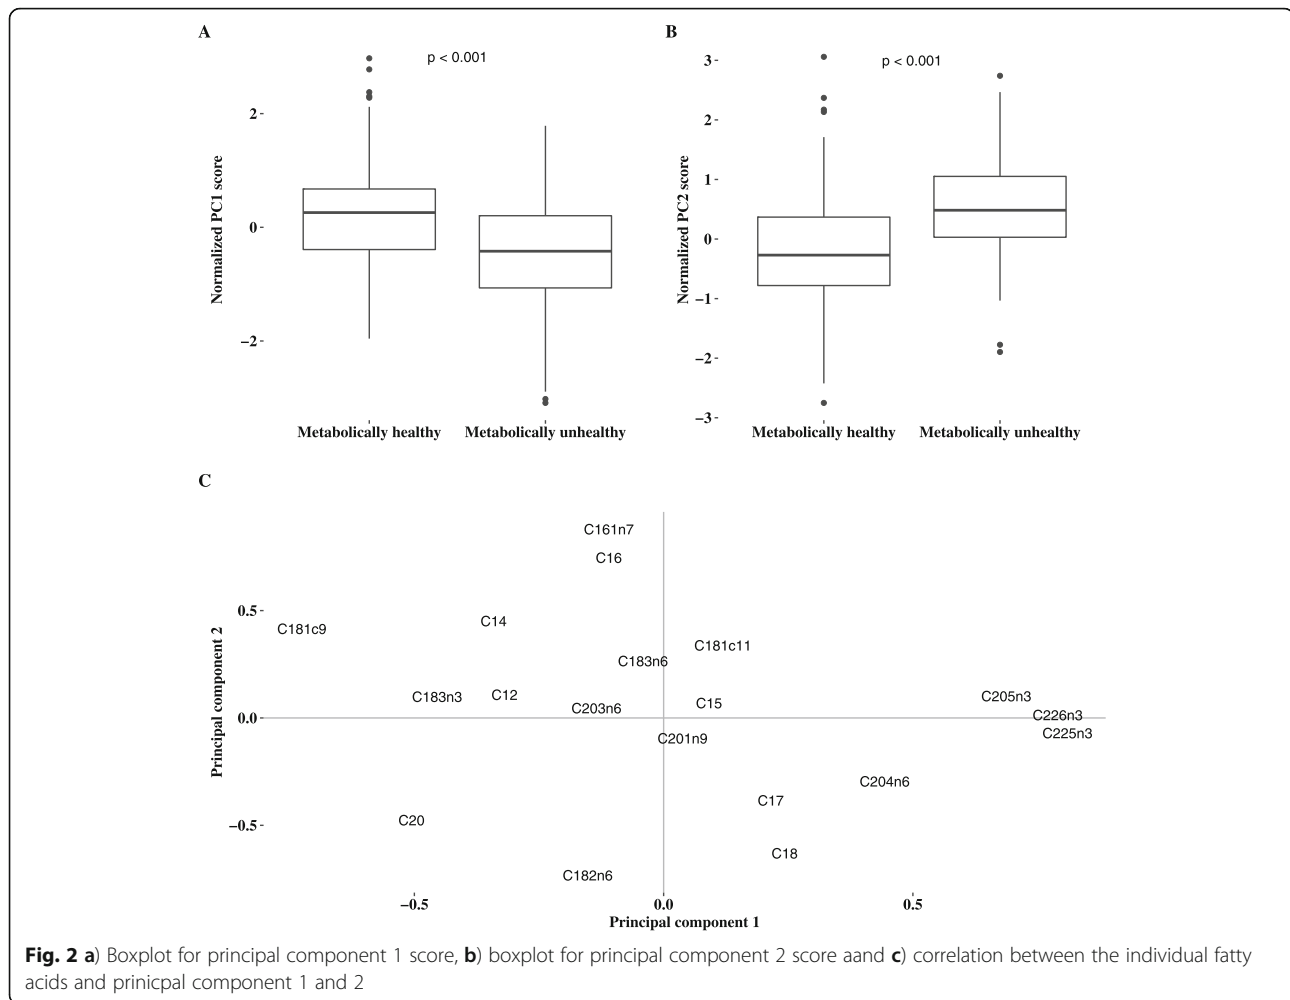 A
p < 0.001
Normalized PC1 score
2
0
−2
Metabolically healthy
Metabolically unhealthy
B
p < 0.001
Normalized PC2 score
3
2
1
0
−1
−2
−3
Metabolically healthy
Metabolically unhealthy
C
Principal component 2
0.5
0.0
−0.5
C161n7
C16
C14
C181c9
C181c11
C183n6
C183n3
C12
C203n6
C15
C205n3
C226n3
C225n3
C201n9
C204n6
C17
C20
C18
C182n6
−0.5
0.0
0.5
Principal component 1
Fig. 2 a) Boxplot for principal component 1 score, b) boxplot for principal component 2 score aand c) correlation between the individual fatty
acids and prinicpal component 1 and 2